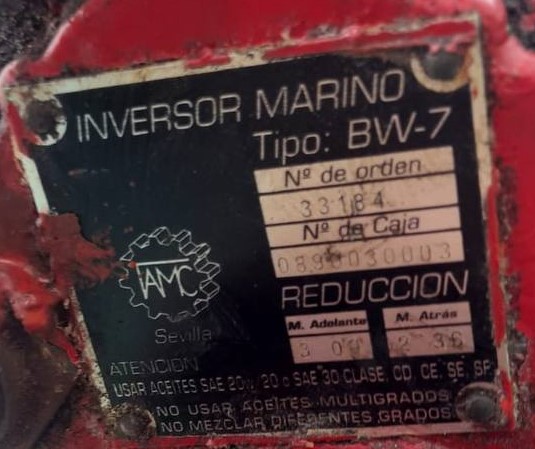 INVERSOR MARINO
Tipo: BW-7
Nº de orden
33184
Nº de Caja
REDUCCION
M. Adelante M. Atrás
IAMC
Sevilla
ATENCION
USAR ACEITES SAE 20w/20 o SAE 30 CLASE. CD. CE. SE. SF
NO USAR ACEITES MULTIGRADOS
NO MEZCLAR DIFERENTES GRADOS